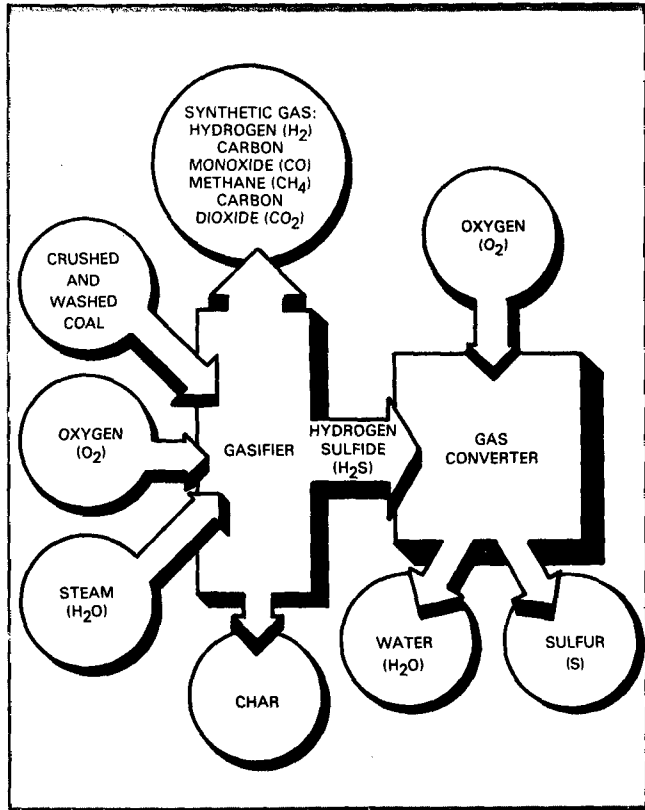 SYNTHETIC GAS:
HYDROGEN (H₂)
CARBON
MONOXIDE (CO)
METHANE (CH₄)
CARBON
DIOXIDE (CO₂)
OXYGEN
(O₂)
CRUSHED
AND
WASHED
COAL
OXYGEN
(O₂)
GASIFIER
HYDROGEN
SULFIDE
(H₂S)
GAS
CONVERTER
STEAM
(H₂O)
CHAR
WATER
(H₂O)
SULFUR
(S)